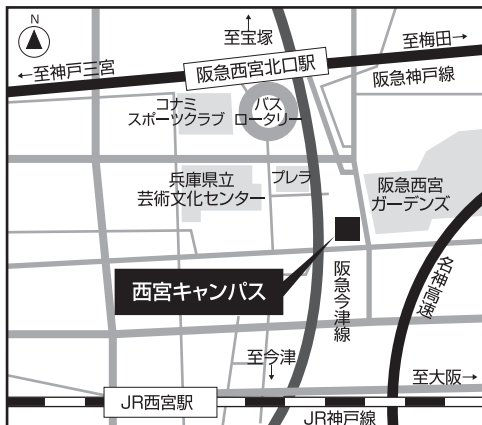 N
至宝塚
至梅田→
←至神戸三宮
阪急西宮北口駅
阪急神戸線
コナミ
スポーツクラブ
バス
ロータリー
兵庫県立
芸術文化センター
プレラ
阪急西宮
ガーデンズ
西宮キャンパス
阪急今津線
名神高速
至今津
至大阪→
JR西宮駅
JR神戸線